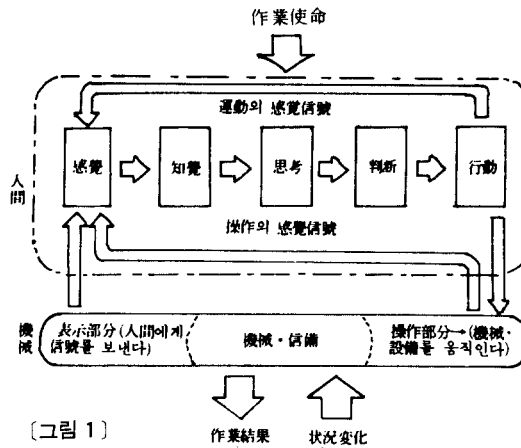 作業使命
運動의 感覺信號
感覺
知覺
思考
判断
行動
人間
操作의 感覺信號
機械
表示部分(人間에게
信號를 보낸다)
機械・信備
操作部分→(機械・
設備를 움직인다)
作業結果
状況変化
〔그림 1〕